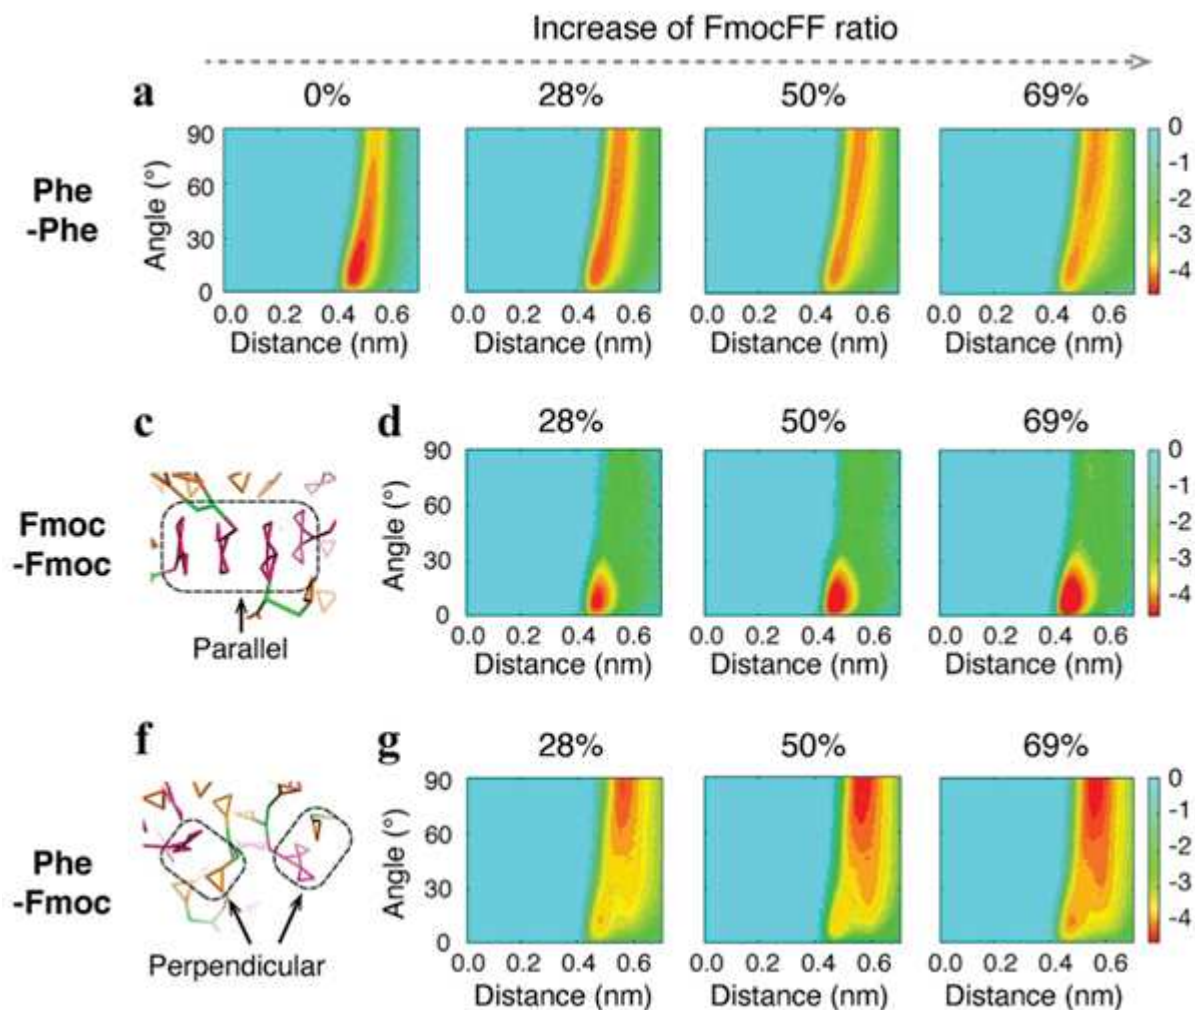 Increase of FmocFF ratio
a 0% 28% 50% 69%
Phe
-Phe
Angle (°)
90
60
30
0
0.0 0.2 0.4 0.6 0.0 0.2 0.4 0.6 0.0 0.2 0.4 0.6 0.0 0.2 0.4 0.6
Distance (nm) Distance (nm) Distance (nm) Distance (nm)
0
-1
-2
-3
-4
c d 28% 50% 69%
Fmoc
-Fmoc
Parallel
Angle (°)
90
60
30
0
0.0 0.2 0.4 0.6 0.0 0.2 0.4 0.6 0.0 0.2 0.4 0.6
Distance (nm) Distance (nm) Distance (nm)
0
-1
-2
-3
-4
f g 28% 50% 69%
Phe
-Fmoc
Perpendicular
Angle (°)
90
60
30
0
0.0 0.2 0.4 0.6 0.0 0.2 0.4 0.6 0.0 0.2 0.4 0.6
Distance (nm) Distance (nm) Distance (nm)
0
-1
-2
-3
-4